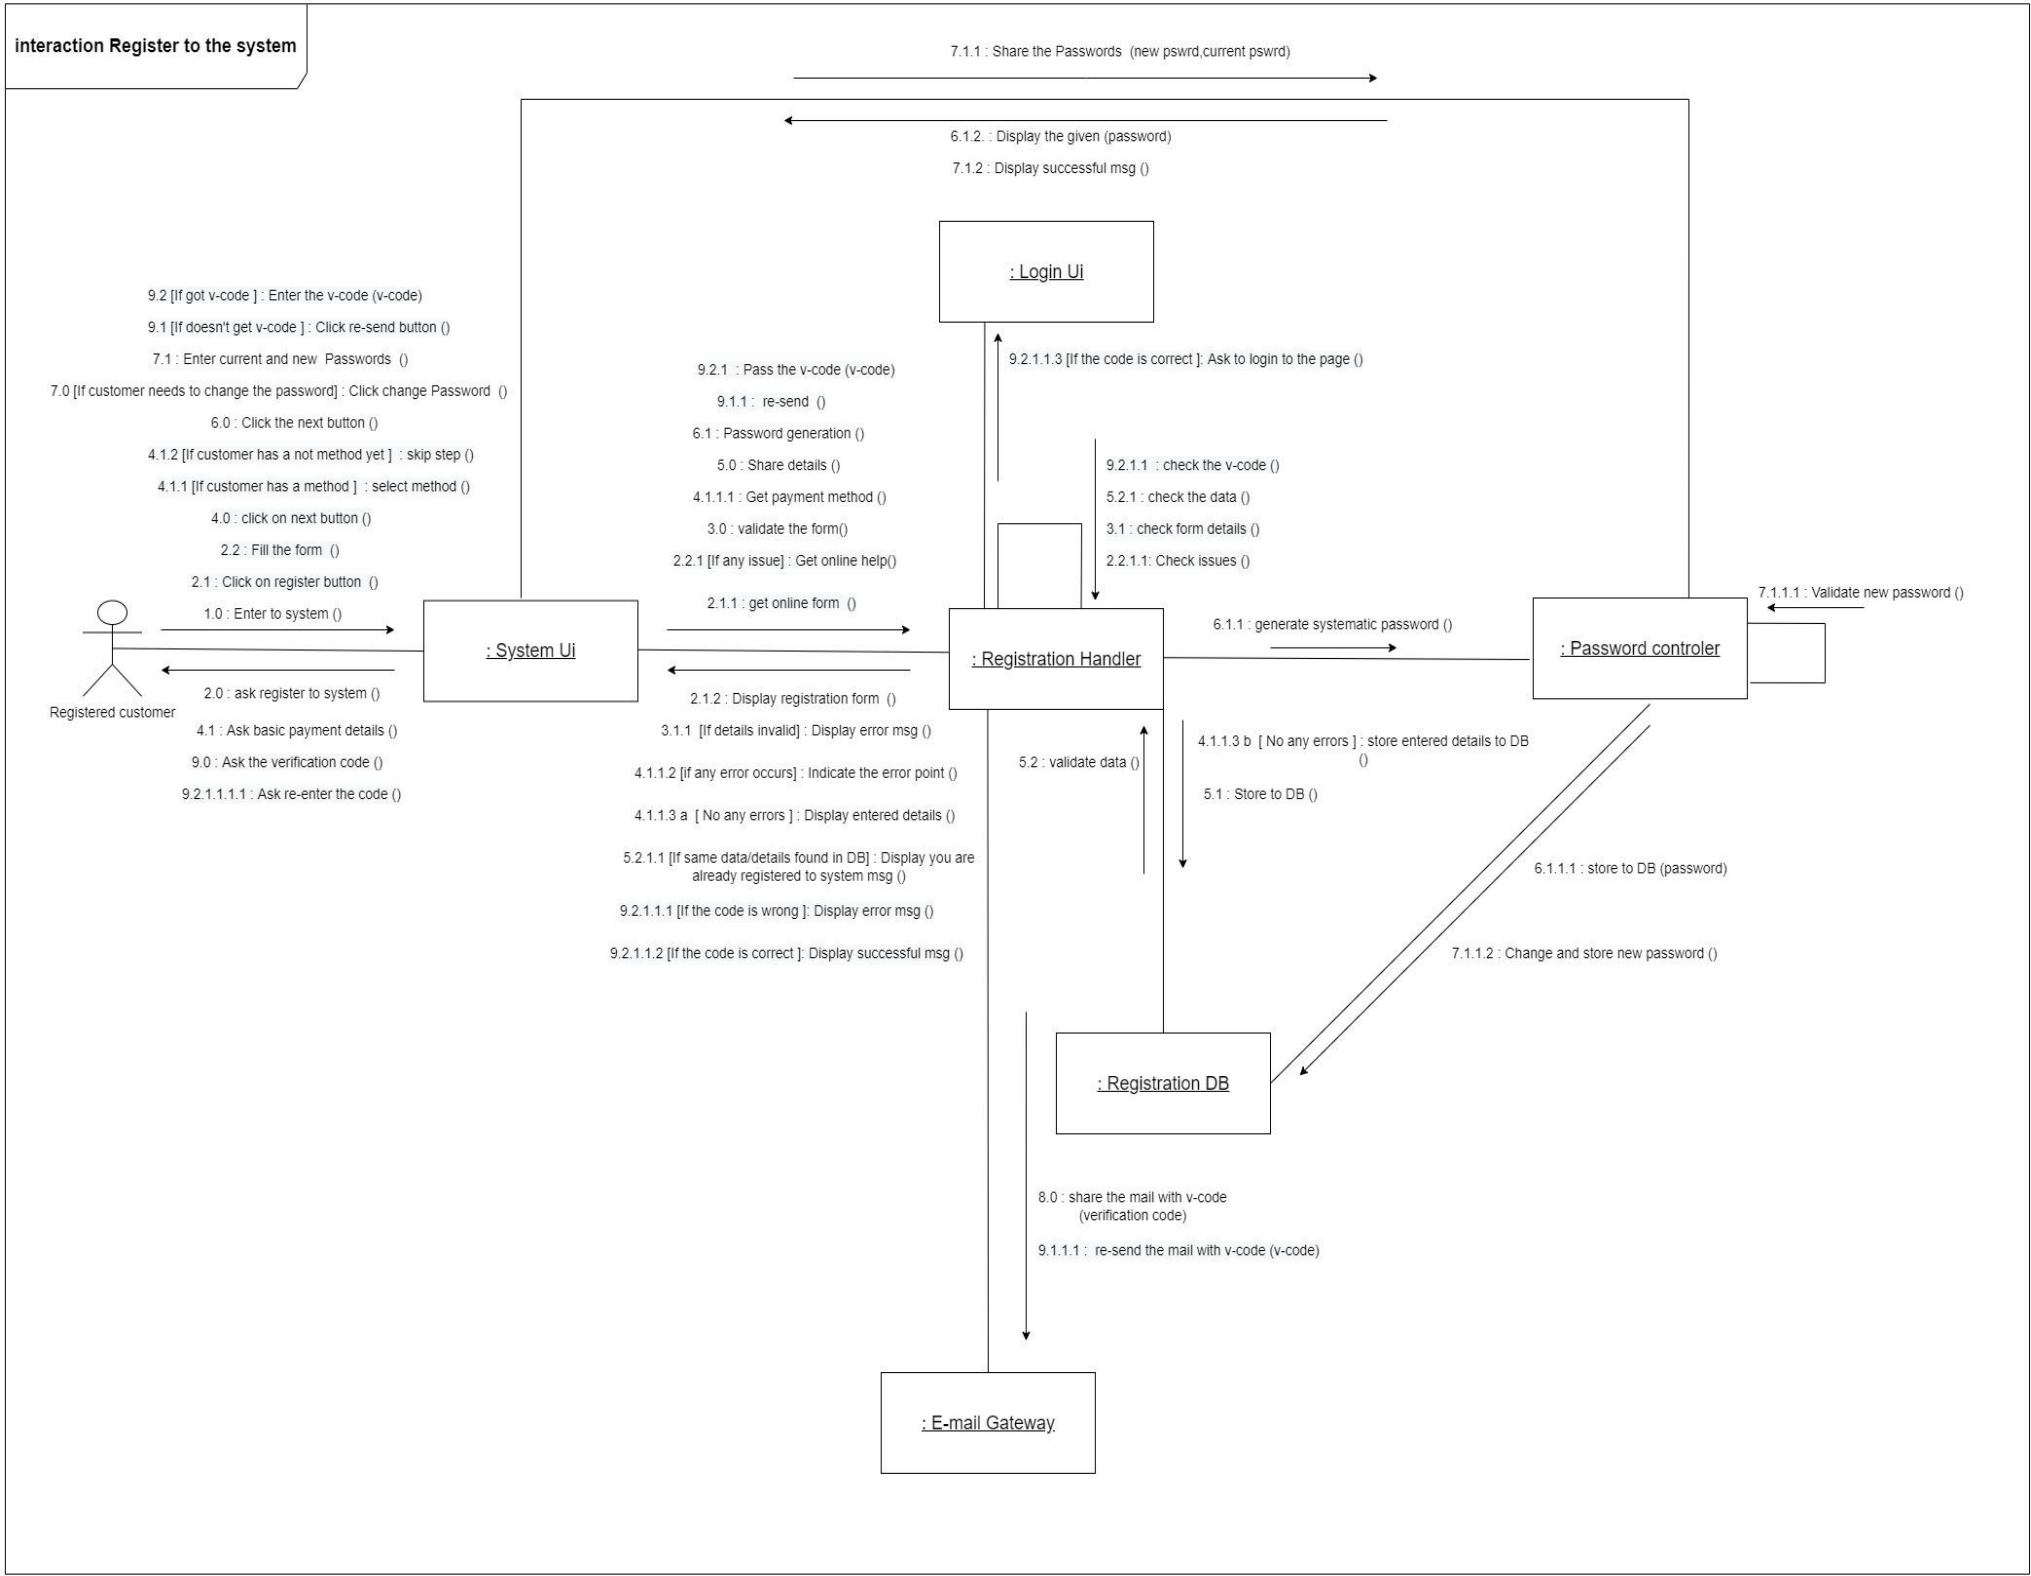 interaction Register to the system
7.1.1 : Share the Passwords (new pswrd,current pswrd)
6.1.2. : Display the given (password)
7.1.2 : Display successful msg ()
: Login Ui
9.2 [If got v-code ] : Enter the v-code (v-code)
9.1 [If doesn't get v-code ] : Click re-send button ()
7.1 : Enter current and new Passwords ()
7.0 [If customer needs to change the password] : Click change Password ()
6.0 : Click the next button ()
4.1.2 [If customer has a not method yet ] : skip step ()
4.1.1 [If customer has a method ] : select method ()
4.0 : click on next button ()
2.2 : Fill the form ()
2.1 : Click on register button ()
1.0 : Enter to system ()
9.2.1 : Pass the v-code (v-code)
9.1.1 : re-send ()
6.1 : Password generation ()
5.0 : Share details ()
4.1.1.1 : Get payment method ()
3.0 : validate the form()
2.2.1 [If any issue] : Get online help()
2.1.1 : get online form ()
9.2.1.1.3 [If the code is correct ]: Ask to login to the page ()
9.2.1.1 : check the v-code ()
5.2.1 : check the data ()
3.1 : check form details ()
2.2.1.1: Check issues ()
7.1.1.1 : Validate new password ()
6.1.1 : generate systematic password ()
: System Ui
: Registration Handler
: Password controler
Registered customer
2.0 : ask register to system ()
4.1 : Ask basic payment details ()
9.0 : Ask the verification code ()
9.2.1.1.1.1 : Ask re-enter the code ()
2.1.2 : Display registration form ()
3.1.1 [If details invalid] : Display error msg ()
4.1.1.2 [if any error occurs] : Indicate the error point ()
4.1.1.3 a [ No any errors ] : Display entered details ()
5.2.1.1 [If same data/details found in DB] : Display you are
already registered to system msg ()
9.2.1.1.1 [If the code is wrong ]: Display error msg ()
9.2.1.1.2 [If the code is correct ]: Display successful msg ()
5.2 : validate data ()
4.1.1.3 b [ No any errors ] : store entered details to DB
()
5.1 : Store to DB ()
6.1.1.1 : store to DB (password)
7.1.1.2 : Change and store new password ()
: Registration DB
8.0 : share the mail with v-code
(verification code)
9.1.1.1 : re-send the mail with v-code (v-code)
: E-mail Gateway